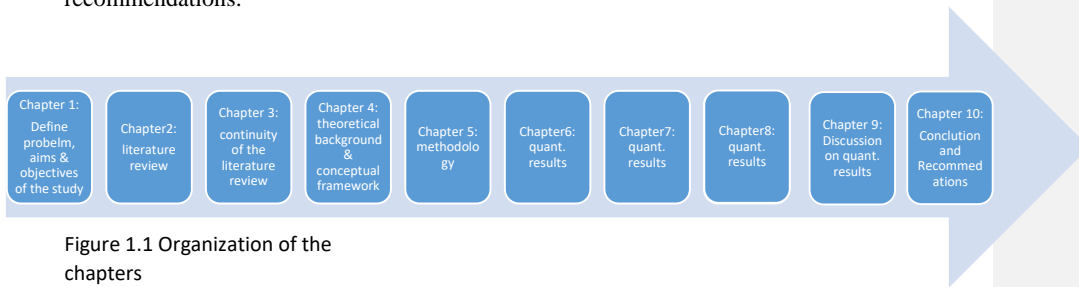 recommendations.
Chapter 1:
Define
probelm,
aims &
objectives
of the study
Chapter2:
literature
review
Chapter 3:
continuity
of the
literature
review
Chapter 4:
theoretical
background
&
conceptual
framework
Chapter 5:
methodolo
gy
Chapter6:
quant.
results
Chapter7:
quant.
results
Chapter8:
quant.
results
Chapter 9:
Discussion
on quant.
results
Chapter 10:
Conclution
and
Recommed
ations
Figure 1.1 Organization of the
chapters